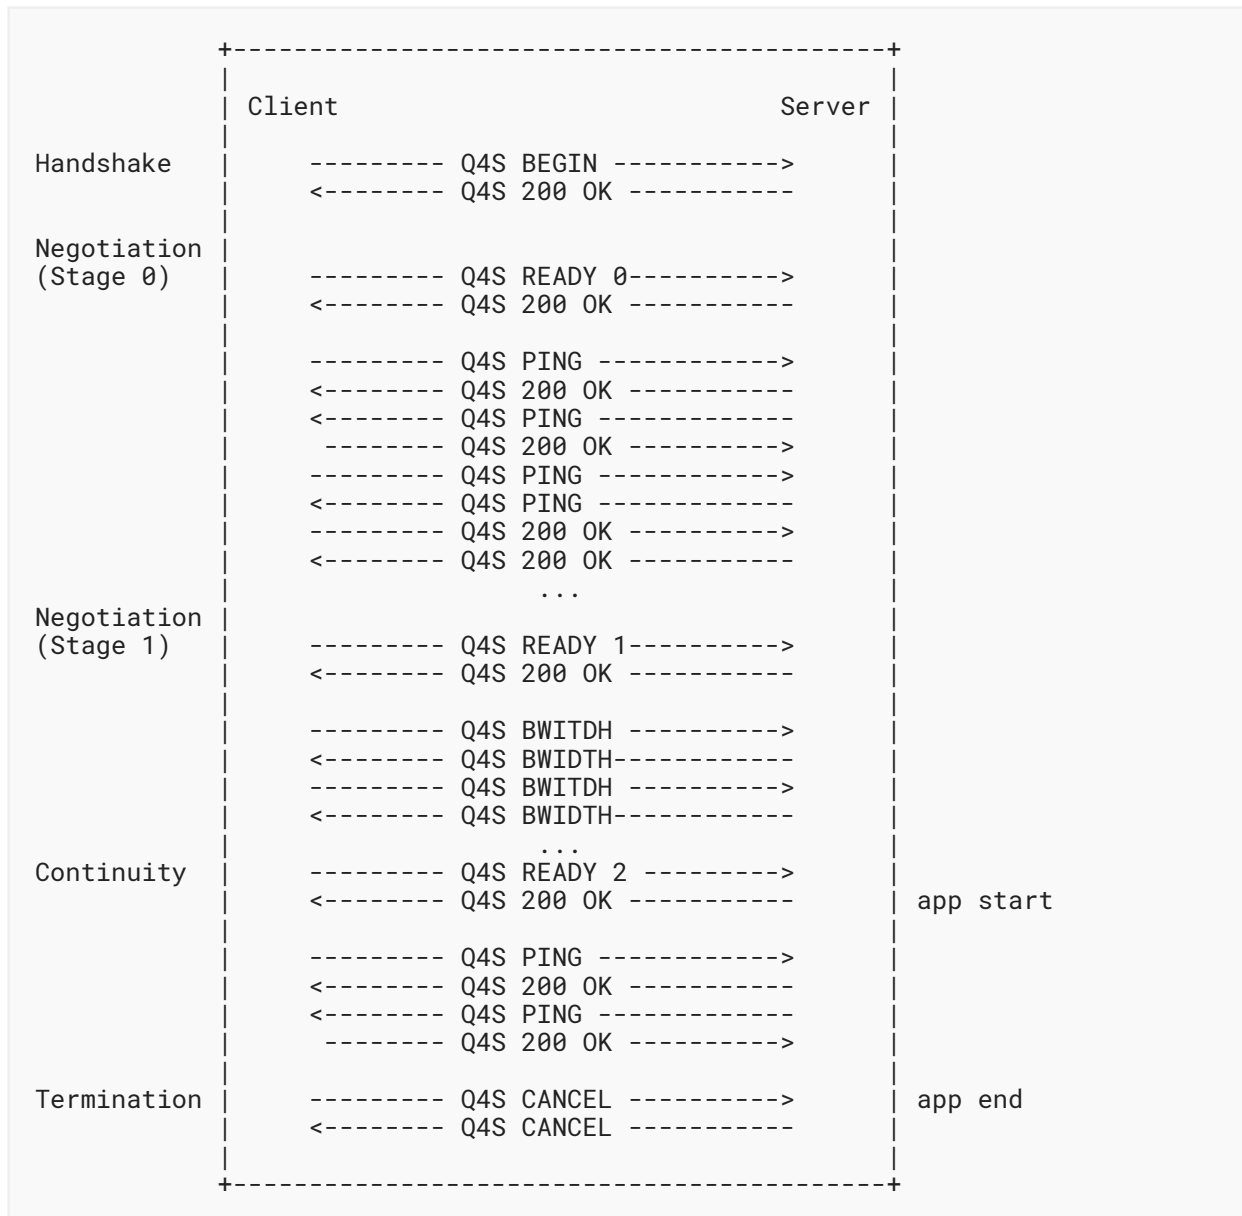 +-------------------------------------------+
| |
| Client Server |
| |
Handshake | --------- Q4S BEGIN -----------> |
| <-------- Q4S 200 OK ----------- |
| |
Negotiation | |
(Stage 0) | --------- Q4S READY 0----------> |
| <-------- Q4S 200 OK ----------- |
| |
| --------- Q4S PING ------------> |
| <-------- Q4S 200 OK ----------- |
| <-------- Q4S PING ------------- |
| -------- Q4S 200 OK ----------> |
| --------- Q4S PING ------------> |
| <-------- Q4S PING ------------- |
| --------- Q4S 200 OK ----------> |
| <-------- Q4S 200 OK ----------- |
| ... |
Negotiation | |
(Stage 1) | --------- Q4S READY 1----------> |
| <-------- Q4S 200 OK ----------- |
| |
| --------- Q4S BWITDH ----------> |
| <-------- Q4S BWIDTH------------ |
| --------- Q4S BWITDH ----------> |
| <-------- Q4S BWIDTH------------ |
| ... |
Continuity | --------- Q4S READY 2 ---------> |
| <-------- Q4S 200 OK ----------- | app start
| |
| --------- Q4S PING ------------> |
| <-------- Q4S 200 OK ----------- |
| <-------- Q4S PING ------------- |
| -------- Q4S 200 OK ----------> |
| |
Termination | --------- Q4S CANCEL ----------> | app end
| <-------- Q4S CANCEL ----------- |
| |
+-------------------------------------------+